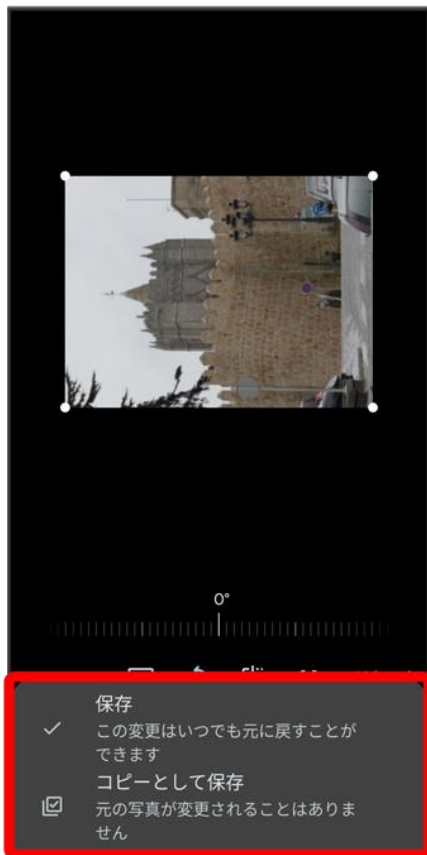 0°
保存
この変更はいつでも元に戻すことが
できます
コピーとして保存
元の写真が変更されることはありま
せん